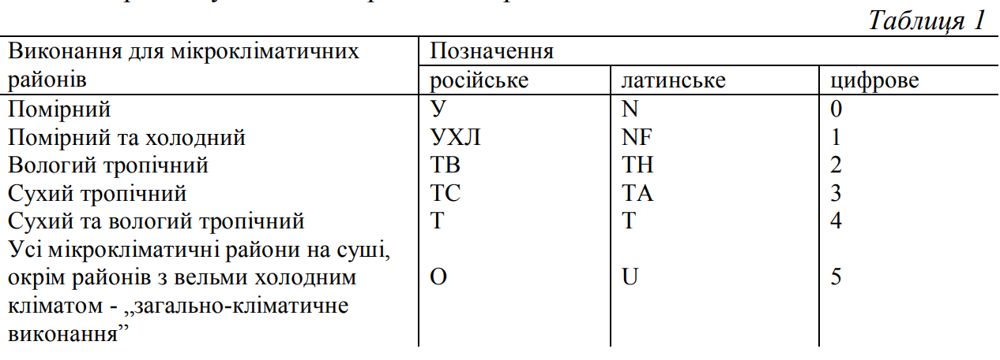 Таблиця 1
Виконання для мікрокліматичних районів | Позначення
російське | латинське | цифрове
Помірний | У | N | 0
Помірний та холодний | УХЛ | NF | 1
Вологий тропічний | ТВ | TH | 2
Сухий тропічний | ТС | TA | 3
Сухий та вологий тропічний | Т | T | 4
Усі мікрокліматичні райони на суші,
окрім районів з вельми холодним | О | U | 5
кліматом - „загально-кліматичне
виконання”